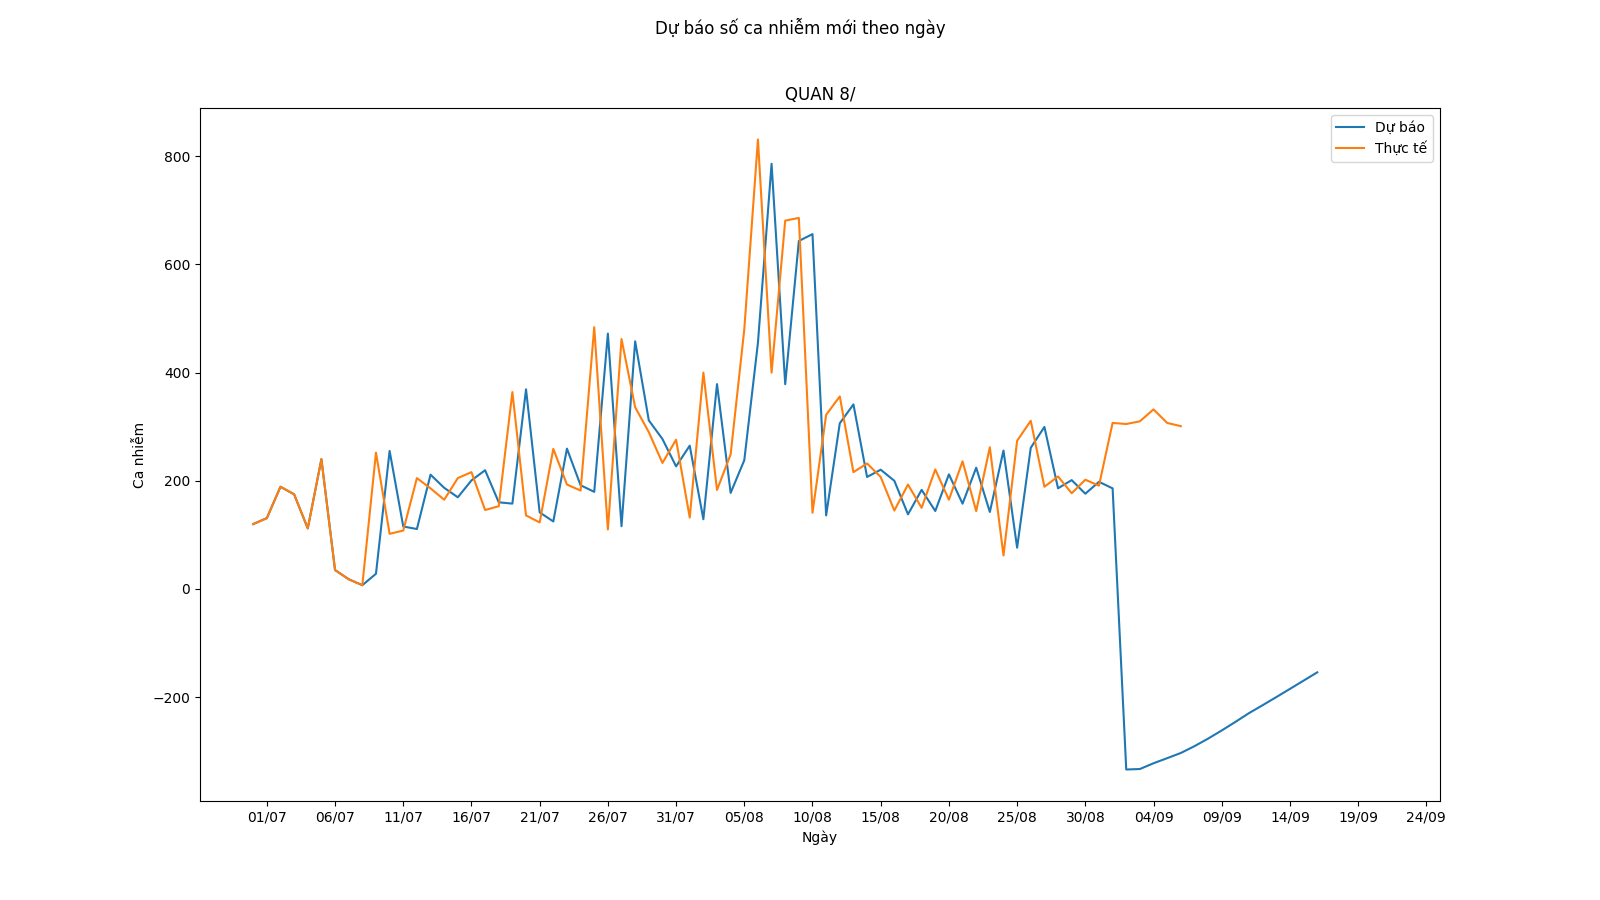 Dự báo số ca nhiễm mới theo ngày
QUAN 8/
Dự báo
Thực tế
800
600
400
200
0
−200
Ca nhiễm
01/07 06/07 11/07 16/07 21/07 26/07 31/07 05/08 10/08 15/08 20/08 25/08 30/08 04/09 09/09 14/09 19/09 24/09
Ngày